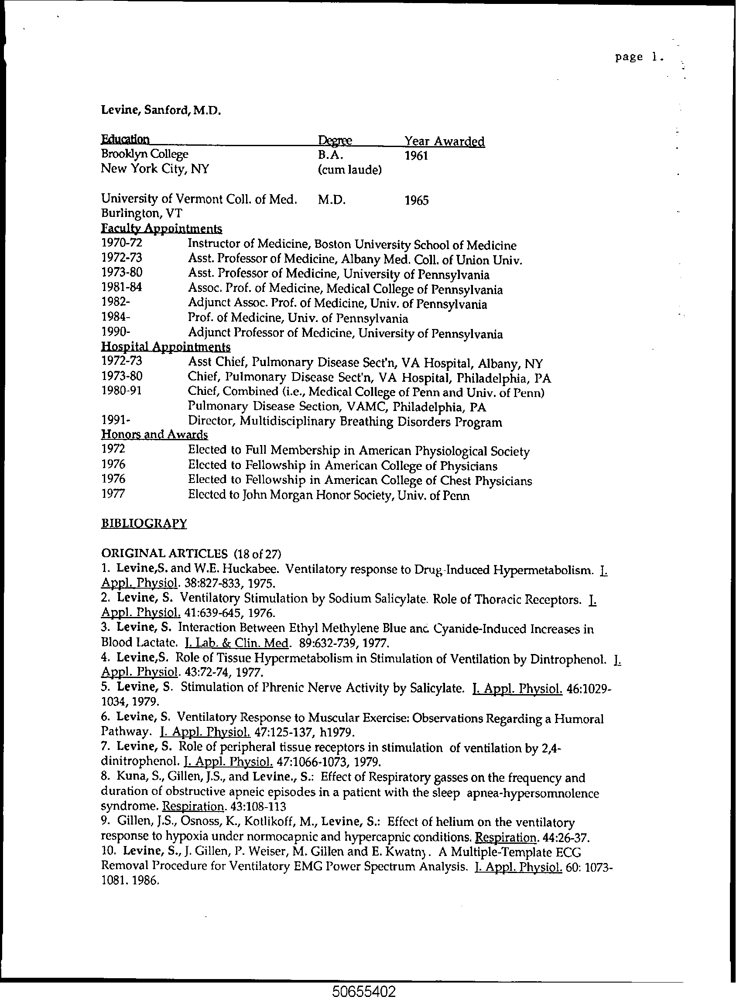 page 1.
Levine, Sanford, M.D.
Education Degree Year Awarded
Brooklyn College B.A. 1961
New York City, NY (cum laude)
University of Vermont Coll. of Med. M.D. 1965
Burlington, VT
Faculty Appointments
1970-72 Instructor of Medicine, Boston University School of Medicine
1972-73 Asst. Professor of Medicine, Albany Med. Coll. of Union Univ.
1973-80 Asst. Professor of Medicine, University of Pennsylvania
1981-84 Assoc. Prof. of Medicine, Medical College of Pennsylvania
1982- Adjunct Assoc. Prof. of Medicine, Univ. of Pennsylvania
1984- Prof. of Medicine, Univ. of Pennsylvania
1990- Adjunct Professor of Medicine, University of Pennsylvania
Hospital Appointments
1972-73 Asst Chief, Pulmonary Disease Sect'n, VA Hospital, Albany, NY
1973-80 Chief, Pulmonary Disease Sect'n, VA Hospital, Philadelphia, PA
1980-91 Chief, Combined (i.e., Medical College of Penn and Univ. of Penn)
Pulmonary Disease Section, VAMC, Philadelphia, PA
1991- Director, Multidisciplinary Breathing Disorders Program
Honors and Awards
1972 Elected to Full Membership in American Physiological Society
1976 Elected to Fellowship in American College of Physicians
1976 Elected to Fellowship in American College of Chest Physicians
1977 Elected to John Morgan Honor Society, Univ. of Penn
BIBLIOGRAPY
ORIGINAL ARTICLES (18 of 27)
1. Levine,S. and W.E. Huckabee. Ventilatory response to Drug-Induced Hypermetabolism. J.
Appl. Physiol. 38:827-833, 1975.
2. Levine, S. Ventilatory Stimulation by Sodium Salicylate. Role of Thoracic Receptors. J.
Appl. Physiol. 41:639-645, 1976.
3. Levine, S. Interaction Between Ethyl Methylene Blue and Cyanide-Induced Increases in
Blood Lactate. J. Lab. & Clin. Med. 89:632-739, 1977.
4. Levine,S. Role of Tissue Hypermetabolism in Stimulation of Ventilation by Dintrophenol. J.
Appl. Physiol. 43:72-74, 1977.
5. Levine, S. Stimulation of Phrenic Nerve Activity by Salicylate. J. Appl. Physiol. 46:1029-
1034, 1979.
6. Levine, S. Ventilatory Response to Muscular Exercise: Observations Regarding a Humoral
Pathway. J. Appl. Physiol. 47:125-137, h1979.
7. Levine, S. Role of peripheral tissue receptors in stimulation of ventilation by 2,4-
dinitrophenol. J. Appl. Physiol. 47:1066-1073, 1979.
8. Kuna, S., Gillen, J.S., and Levine., S.: Effect of Respiratory gasses on the frequency and
duration of obstructive apneic episodes in a patient with the sleep apnea-hypersomnolence
syndrome. Respiration. 43:108-113
9. Gillen, J.S., Osnoss, K., Kotlikoff, M., Levine, S.: Effect of helium on the ventilatory
response to hypoxia under normocapnic and hypercapnic conditions. Respiration. 44:26-37.
10. Levine, S., J. Gillen, P. Weiser, M. Gillen and E. Kwatny. A Multiple-Template ECG
Removal Procedure for Ventilatory EMG Power Spectrum Analysis. J. Appl. Physiol. 60: 1073-
1081. 1986.
50655402